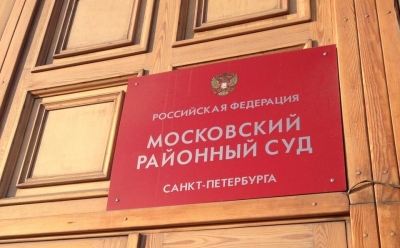 РОССИЙСКАЯ ФЕДЕРАЦИЯ
МОСКОВСКИЙ
РАЙОННЫЙ СУД
САНКТ-ПЕТЕРБУРГА